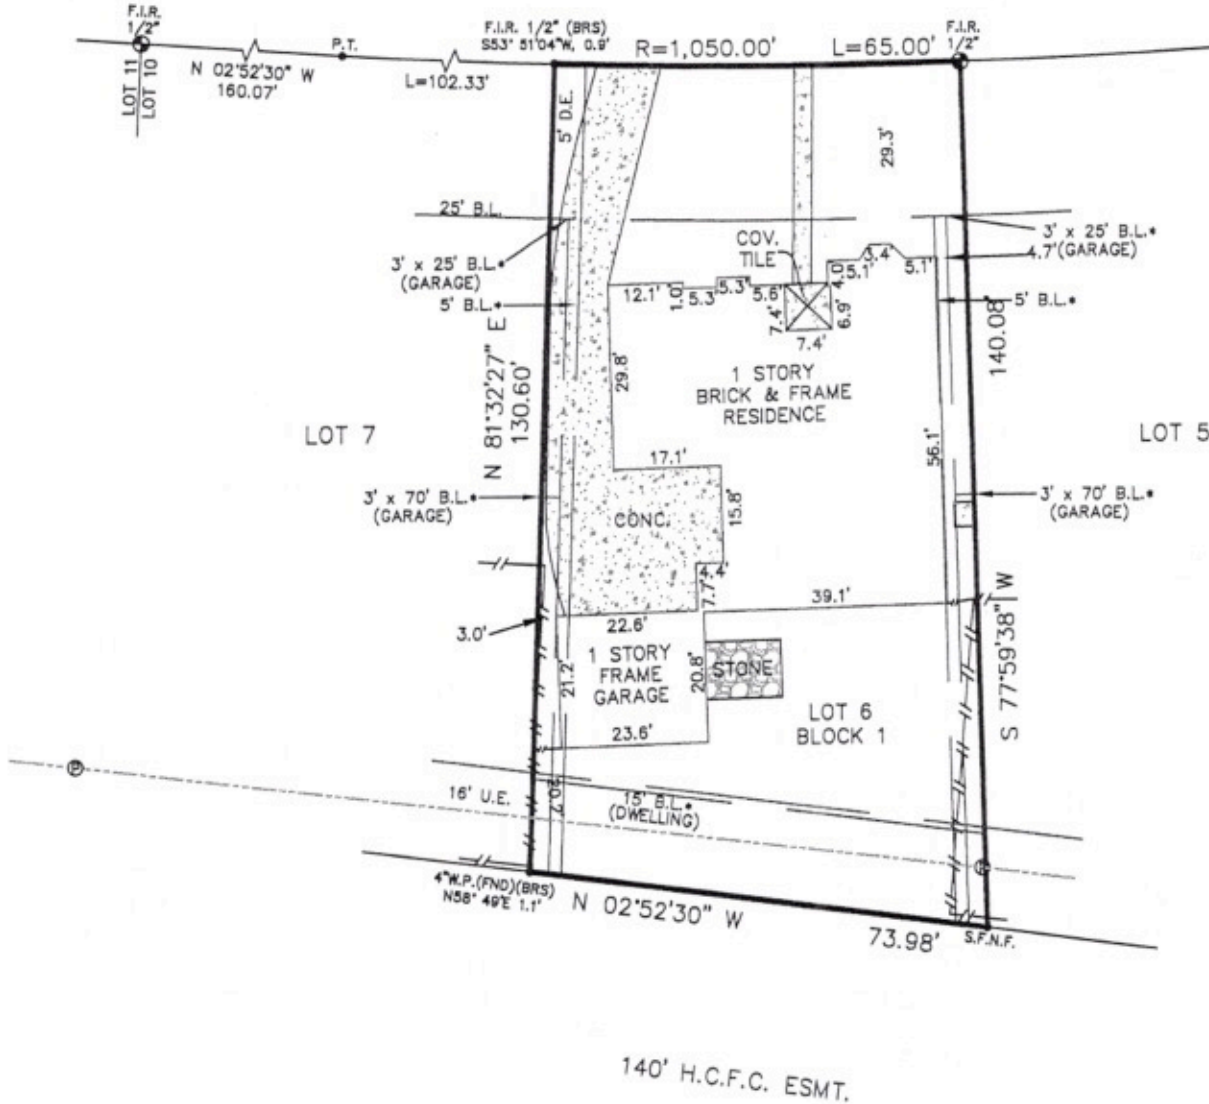 F.I.R.
1/2"
F.I.R. 1/2" (BRS)
S53° 51'04"W, 0.9'
R=1,050.00'
L=65.00'
F.I.R.
1/2"
P.T.
N 02°52'30" W
160.07'
L=102.33'
LOT 11
LOT 10
5' D.E.
29.3'
25' B.L.
COV.
TILE
3' x 25' B.L.*
(GARAGE)
3' x 25' B.L.*
4.7'(GARAGE)
3.4'
5.1'
5.1'
4.0'
12.1'
1.0'
5.3'
5.3'
5.6'
7.4'
6.9'
7.4'
5' B.L.*
5' B.L.*
N 81°32'27" E
130.60'
140.08'
29.8'
1 STORY
BRICK & FRAME
RESIDENCE
LOT 7
LOT 5
56.1'
17.1'
3' x 70' B.L.*
(GARAGE)
3' x 70' B.L.*
(GARAGE)
CONC.
15.8'
4.4'
7.7'
39.1'
3.0'
22.6'
1 STORY
FRAME
GARAGE
21.2'
20.8'
STONE
S 77°59'38" W
LOT 6
BLOCK 1
23.6'
20.7'
16' U.E.
15' B.L.*
(DWELLING)
P
P
4"W.P.(FND)(BRS)
N58° 49'E 1.1'
N 02°52'30" W
73.98'
S.F.N.F.
140' H.C.F.C. ESMT.